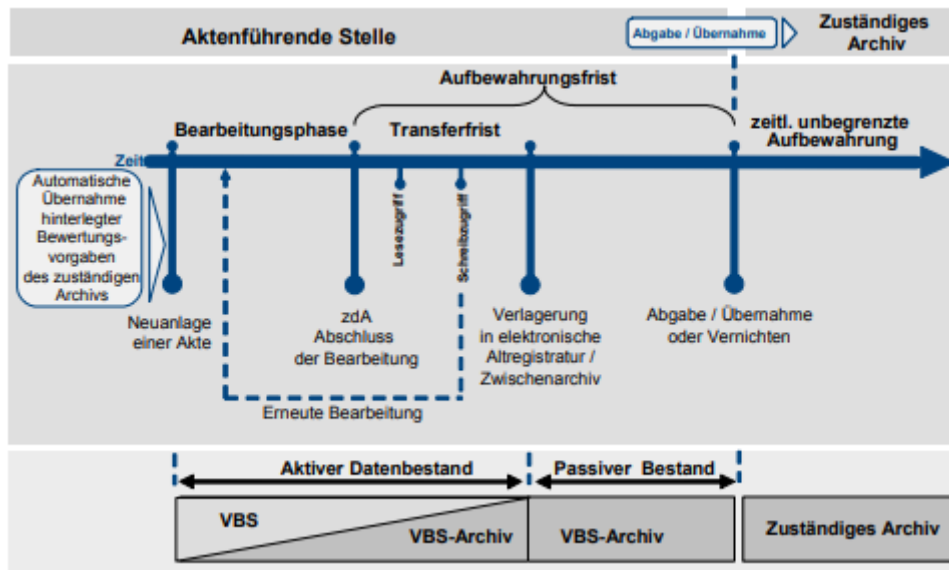 Aktenführende Stelle
Abgabe / Übernahme
Zuständiges
Archiv
Aufbewahrungsfrist
Bearbeitungsphase
Transferfrist
zeitl. unbegrenzte
Aufbewahrung
Zeit
Automatische
Übernahme
hinterlegter
Bewertungs-
vorgaben
des zuständigen
Archivs
Lesezugriff
Schreibzugriff
Neuanlage
einer Akte
zdA
Abschluss
der Bearbeitung
Verlagerung
in elektronische
Altregistratur /
Zwischenarchiv
Abgabe / Übernahme
oder Vernichten
Erneute Bearbeitung
Aktiver Datenbestand
Passiver Bestand
VBS
VBS-Archiv
VBS-Archiv
Zuständiges Archiv